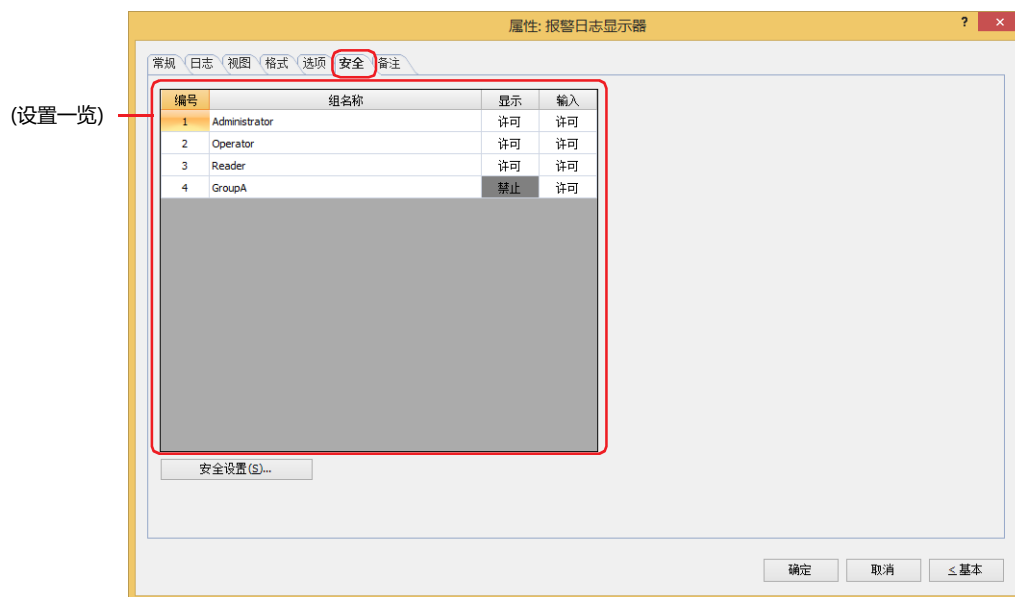 属性: 报警日志显示器
? ×
常规 日志 视图 格式 选项 安全 备注
(设置一览)
编号 组名称 显示 输入
1 Administrator 许可 许可
2 Operator 许可 许可
3 Reader 许可 许可
4 GroupA 禁止 许可
安全设置(S)...
确定 取消 ≤基本